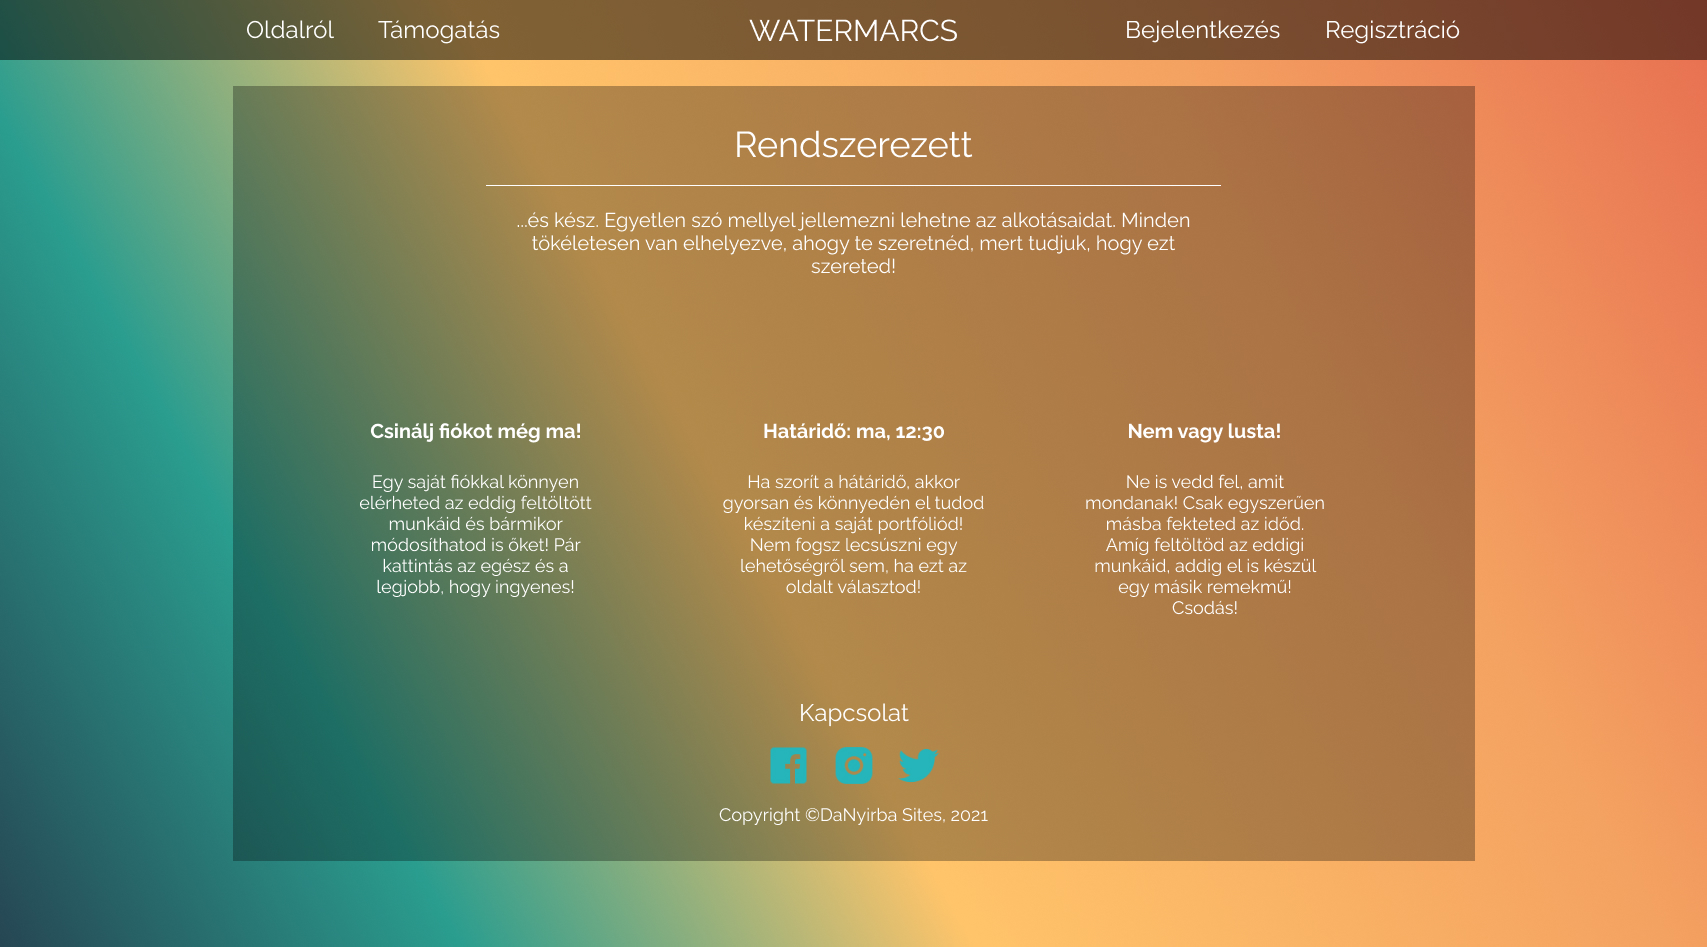 Oldalról Támogatás WATERMARCS Bejelentkezés Regisztráció
Rendszerezett
...és kész. Egyetlen szó mellyel jellemezni lehetne az alkotásaidat. Minden
tökéletesen van elhelyezve, ahogy te szeretnéd, mert tudjuk, hogy ezt
szereted!
Csinálj fiókot még ma!
Egy saját fiókkal könnyen
elérheted az eddig feltöltött
munkáid és bármikor
módosíthatod is őket! Pár
kattintás az egész és a
legjobb, hogy ingyenes!
Határidő: ma, 12:30
Ha szorít a hátáridő, akkor
gyorsan és könnyedén el tudod
készíteni a saját portfóliód!
Nem fogsz lecsúszni egy
lehetőségről sem, ha ezt az
oldalt választod!
Nem vagy lusta!
Ne is vedd fel, amit
mondanak! Csak egyszerűen
másba fekteted az időd.
Amíg feltöltöd az eddigi
munkáid, addig el is készül
egy másik remekmű!
Csodás!
Kapcsolat
Copyright ©DaNyirba Sites, 2021